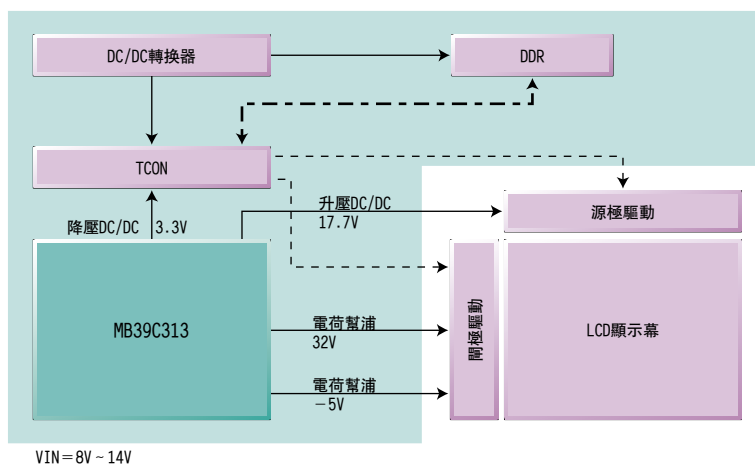 DC/DC轉換器
DDR
TCON
升壓DC/DC
17.7V
源極驅動
降壓DC/DC 3.3V
MB39C313
閘極驅動
LCD顯示幕
電荷幫浦
32V
電荷幫浦
－5V
VIN＝8V～14V